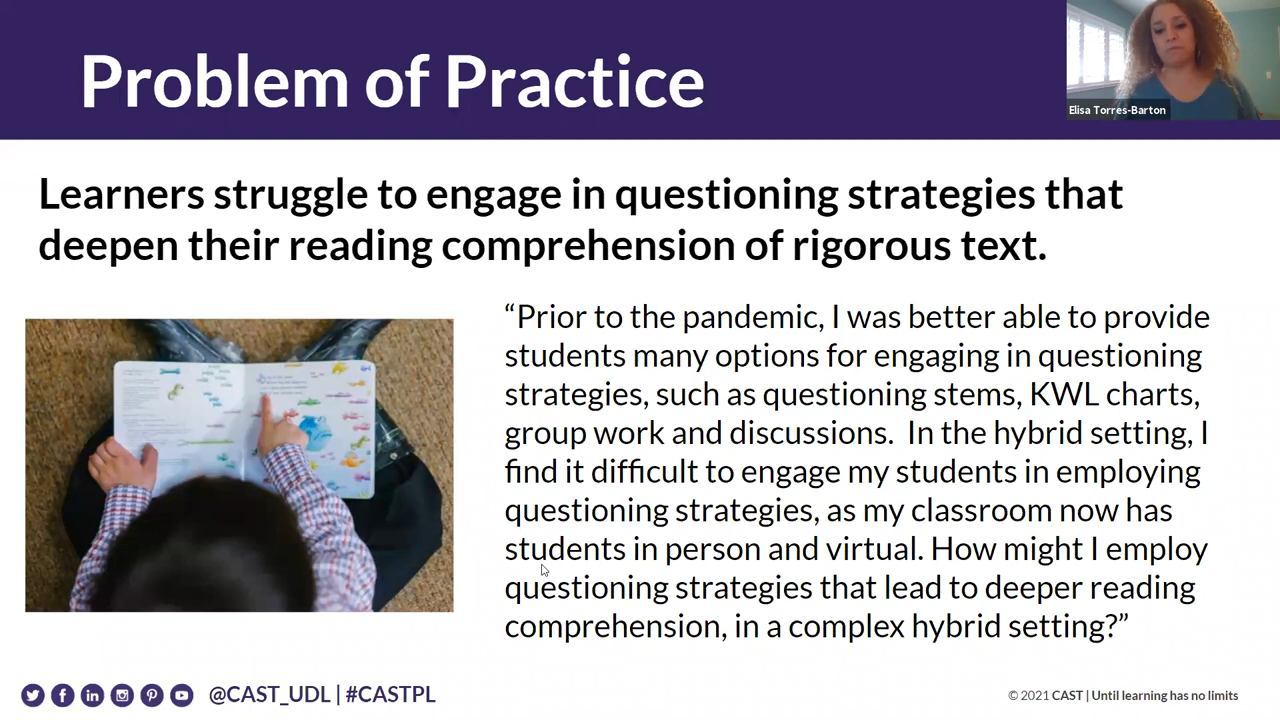 Problem of Practice
Elisa Torres-Barton
Learners struggle to engage in questioning strategies that
deepen their reading comprehension of rigorous text.
“Prior to the pandemic, I was better able to provide
students many options for engaging in questioning
strategies, such as questioning stems, KWL charts,
group work and discussions.  In the hybrid setting, I
find it difficult to engage my students in employing
questioning strategies, as my classroom now has
students in person and virtual. How might I employ
questioning strategies that lead to deeper reading
comprehension, in a complex hybrid setting?”
@CAST_UDL | #CASTPL
© 2021 CAST | Until learning has no limits